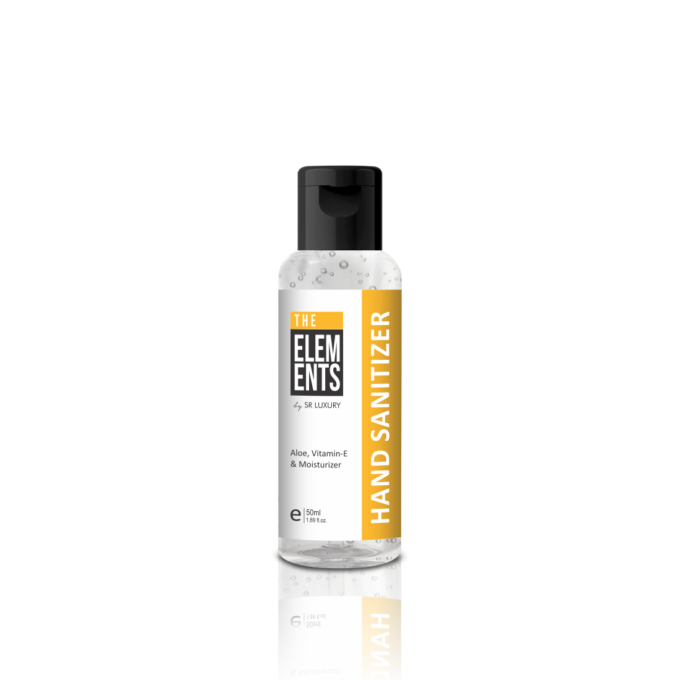 THE
ELEM
ENTS
by SR LUXURY
Aloe, Vitamin-E
& Moisturizer
e 50ml
1.69 fl.oz.
HAND SANITIZER